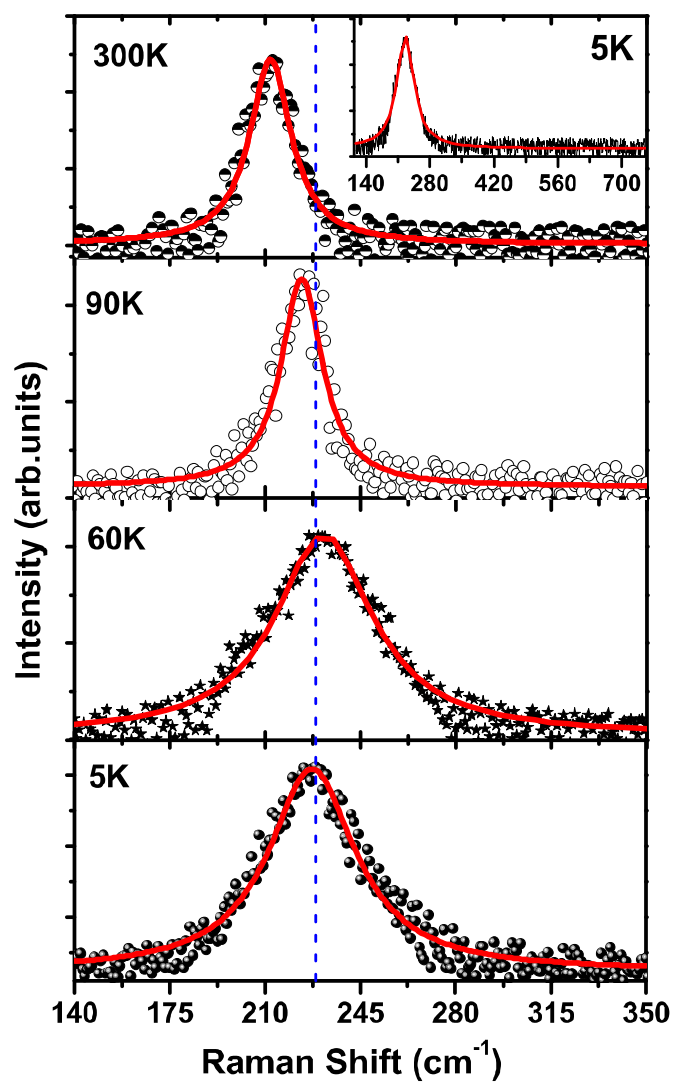 300K
5K
140 280 420 560 700
90K
60K
5K
Intensity (arb.units)
140 175 210 245 280 315 350
Raman Shift (cm⁻¹)